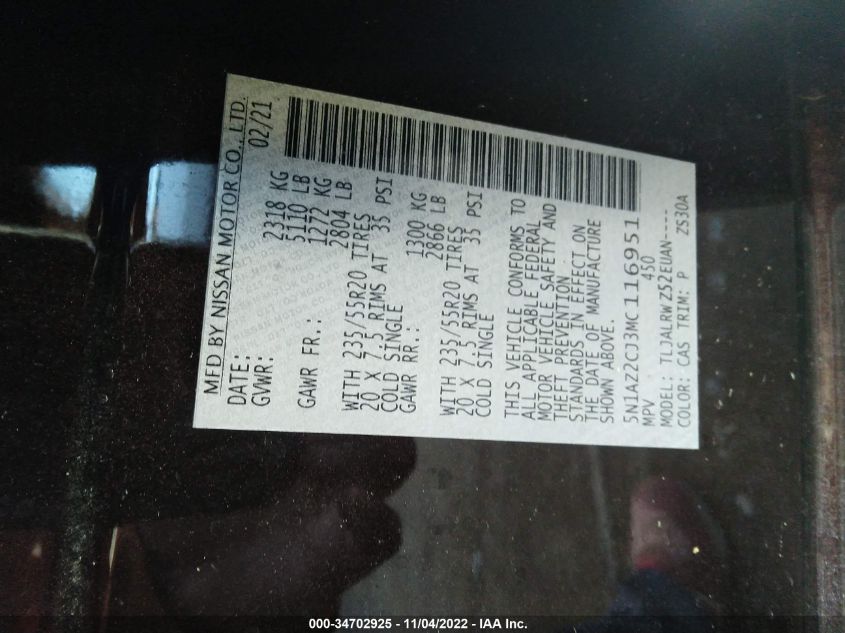 MFD BY NISSAN MOTOR CO., LTD.
DATE: 02/21
GVWR: 2318 KG
5110 LB
GAWR FR.: 1272 KG
2804 LB
WITH 235/55R20 TIRES
20 X 7.5 RIMS AT 35 PSI
COLD SINGLE
GAWR RR.: 1300 KG
2866 LB
WITH 235/55R20 TIRES
20 X 7.5 RIMS AT 35 PSI
COLD SINGLE
THIS VEHICLE CONFORMS TO
ALL APPLICABLE FEDERAL
MOTOR VEHICLE SAFETY AND
THEFT PREVENTION
STANDARDS IN EFFECT ON
THE DATE OF MANUFACTURE
SHOWN ABOVE.
5N1AZ2CJ3MC116951
MPV 450
MODEL: TLJALRWZ52EUAN----
COLOR: CAS TRIM: P ZS30A
000-34702925 - 11/04/2022 - IAA Inc.